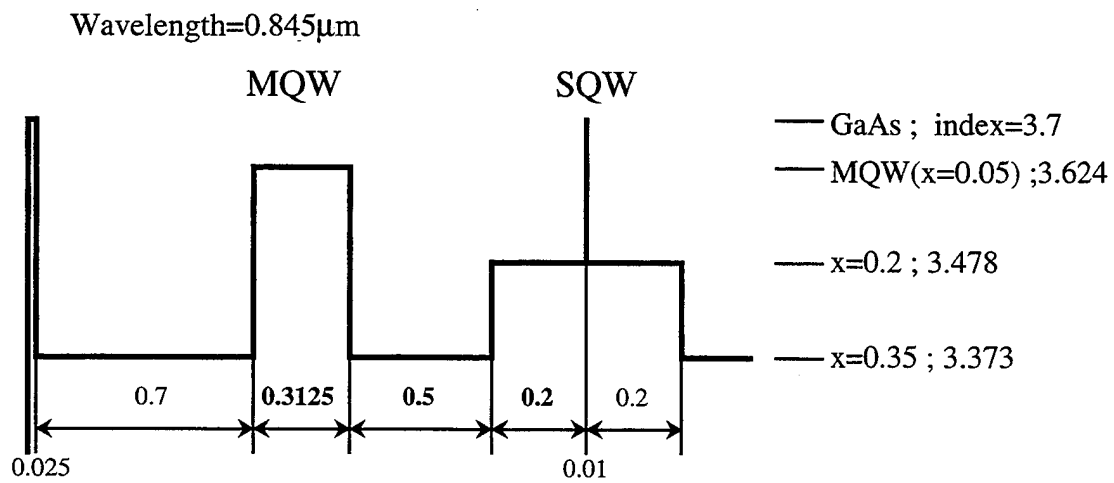 Wavelength=0.845μm
MQW
SQW
GaAs ; index=3.7
MQW(x=0.05) ;3.624
x=0.2 ; 3.478
x=0.35 ; 3.373
0.7
0.3125
0.5
0.2
0.2
0.025
0.01